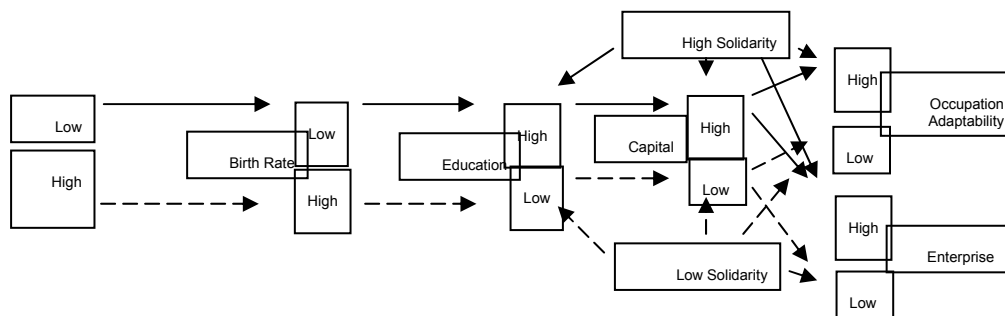 High Solidarity
High
Occupation
Adaptability
Low
Low
High
Capital
High
Low
High
Birth Rate
Education
Low
High
Low
Low
High
Enterprise
Low Solidarity
Low